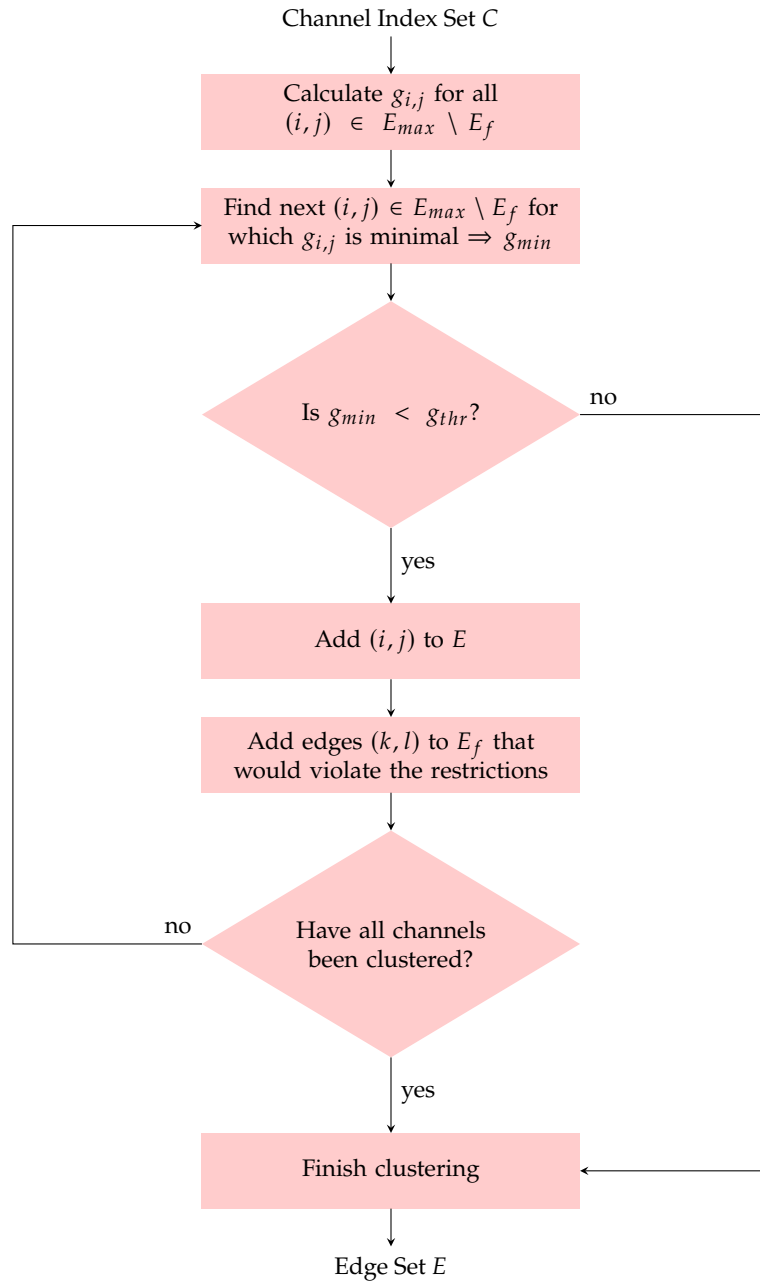 Channel Index Set C
Calculate g_{i,j} for all
(i, j) ∈ E_{max} \ E_f
Find next (i, j) ∈ E_{max} \ E_f for
which g_{i,j} is minimal ⇒ g_{min}
Is g_{min} < g_{thr}?
no
yes
Add (i, j) to E
Add edges (k, l) to E_f that
would violate the restrictions
no
Have all channels
been clustered?
yes
Finish clustering
Edge Set E